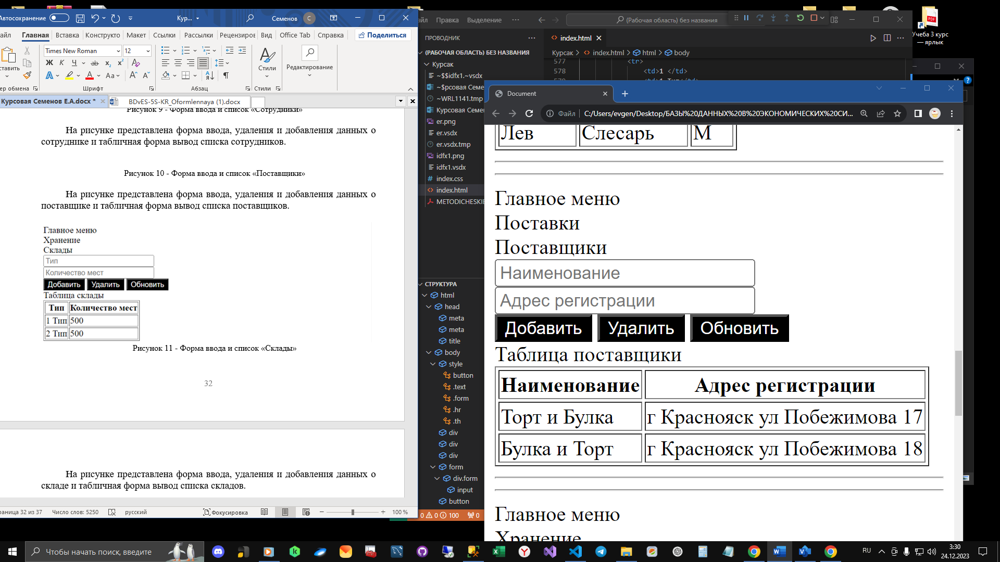 Автосохранение
Кур...
Семенов
С
айл
Главная
Вставка
Конструкто
Макет
Ссылки
Рассылки
Рецензиров
Вид
Office Tab
Справка
Поделиться
ставить
Times New Roman
12
Стили
Редактирование
ер обмена
Шрифт
Абзац
Стили
Курсовая Семенов Е.А.docx *
BDvES-5S-KR_Oformlennaya (1).docx
Рисунок 9 - Форма ввода и список «Сотрудники»
На рисунке представлена форма ввода, удаления и добавления данных о
сотруднике и табличная форма вывод списка сотрудников.
Рисунок 10 - Форма ввода и список «Поставщики»
На рисунке представлена форма ввода, удаления и добавления данных о
поставщике и табличная форма вывод списка поставщиков.
Главное меню
Хранение
Склады
Тип
Количество мест
Добавить Удалить Обновить
Таблица склады
Тип Количество мест
1 Тип 500
2 Тип 500
Рисунок 11 - Форма ввода и список «Склады»
32
На рисунке представлена форма ввода, удаления и добавления данных о
складе и табличная форма вывод списка складов.
раница 32 из 37 Число слов: 5250 русский Фокусировка 100 %
йл Правка Выделение ... (Рабочая область) без названия
ПРОВОДНИК
(РАБОЧАЯ ОБЛАСТЬ) БЕЗ НАЗВАНИЯ
Курсак
~$$idfx1.~vsdx
~$рсовая Семе
~WRL1141.tmp
Курсовая Семен
er.png
er.vsdx
er.vsdx.tmp
idfx1.png
idfx1.vsdx
index.css
index.html
METODICHESKIE
СТРУКТУРА
html
head
meta
meta
title
body
style
button
.text
.form
.hr
.th
div
div
div
form
div.form
input
button
0 0 100 0
index.html
Курсак > index.html > html > body
577 <tr>
578 <td>1 </td>
Document
Файл C:/Users/evgen/Desktop/БАЗЫ%20ДАННЫХ%20В%20ЭКОНОМИЧЕСКИХ%20СИ...
Лев Слесарь М
Главное меню
Поставки
Поставщики
Наименование
Адрес регистрации
Добавить Удалить Обновить
Таблица поставщики
Наименование Адрес регистрации
Торт и Булка г Краснояск ул Побежимова 17
Булка и Торт г Краснояск ул Побежимова 18
Главное меню
Хранение
Учеба 3 курс
— ярлык
Чтобы начать поиск, введите
RU
3:30
24.12.2023